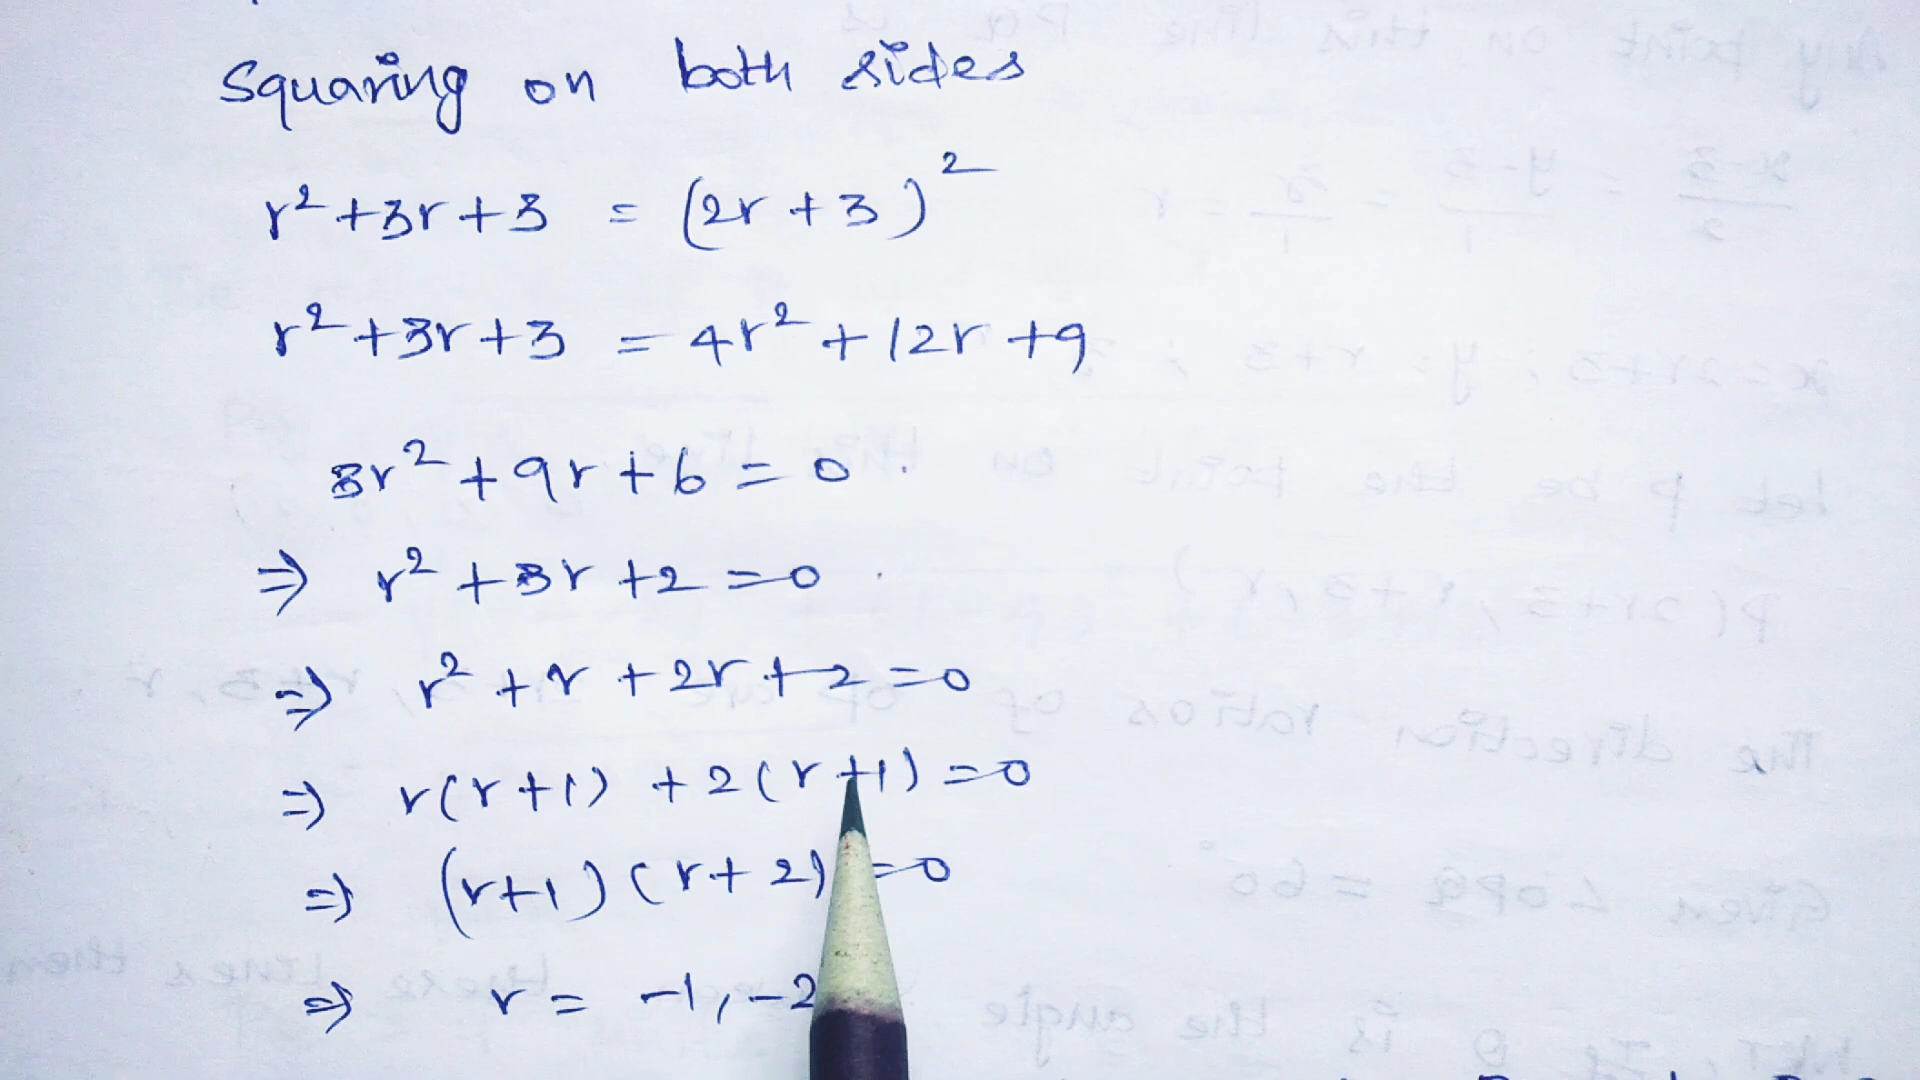 Squaring on both sides
r²+3r+3 = (2r+3)²
r²+3r+3 = 4r²+12r+9
3r²+9r+6=0.
⇒ r²+3r+2=0.
⇒ r²+r+2r+2=0
⇒ r(r+1)+2(r+1)=0
⇒ (r+1)(r+2)=0
⇒ r = -1,-2